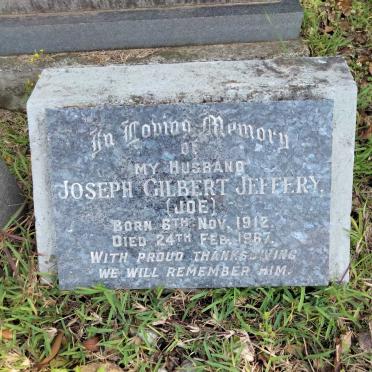 In Loving Memory
OF
MY HUSBAND
JOSEPH GILBERT JEFFERY.
(JOE)
BORN 6TH NOV. 1912.
DIED 24TH FEB. 1967.
WITH PROUD THANKSGIVING
WE WILL REMEMBER HIM.